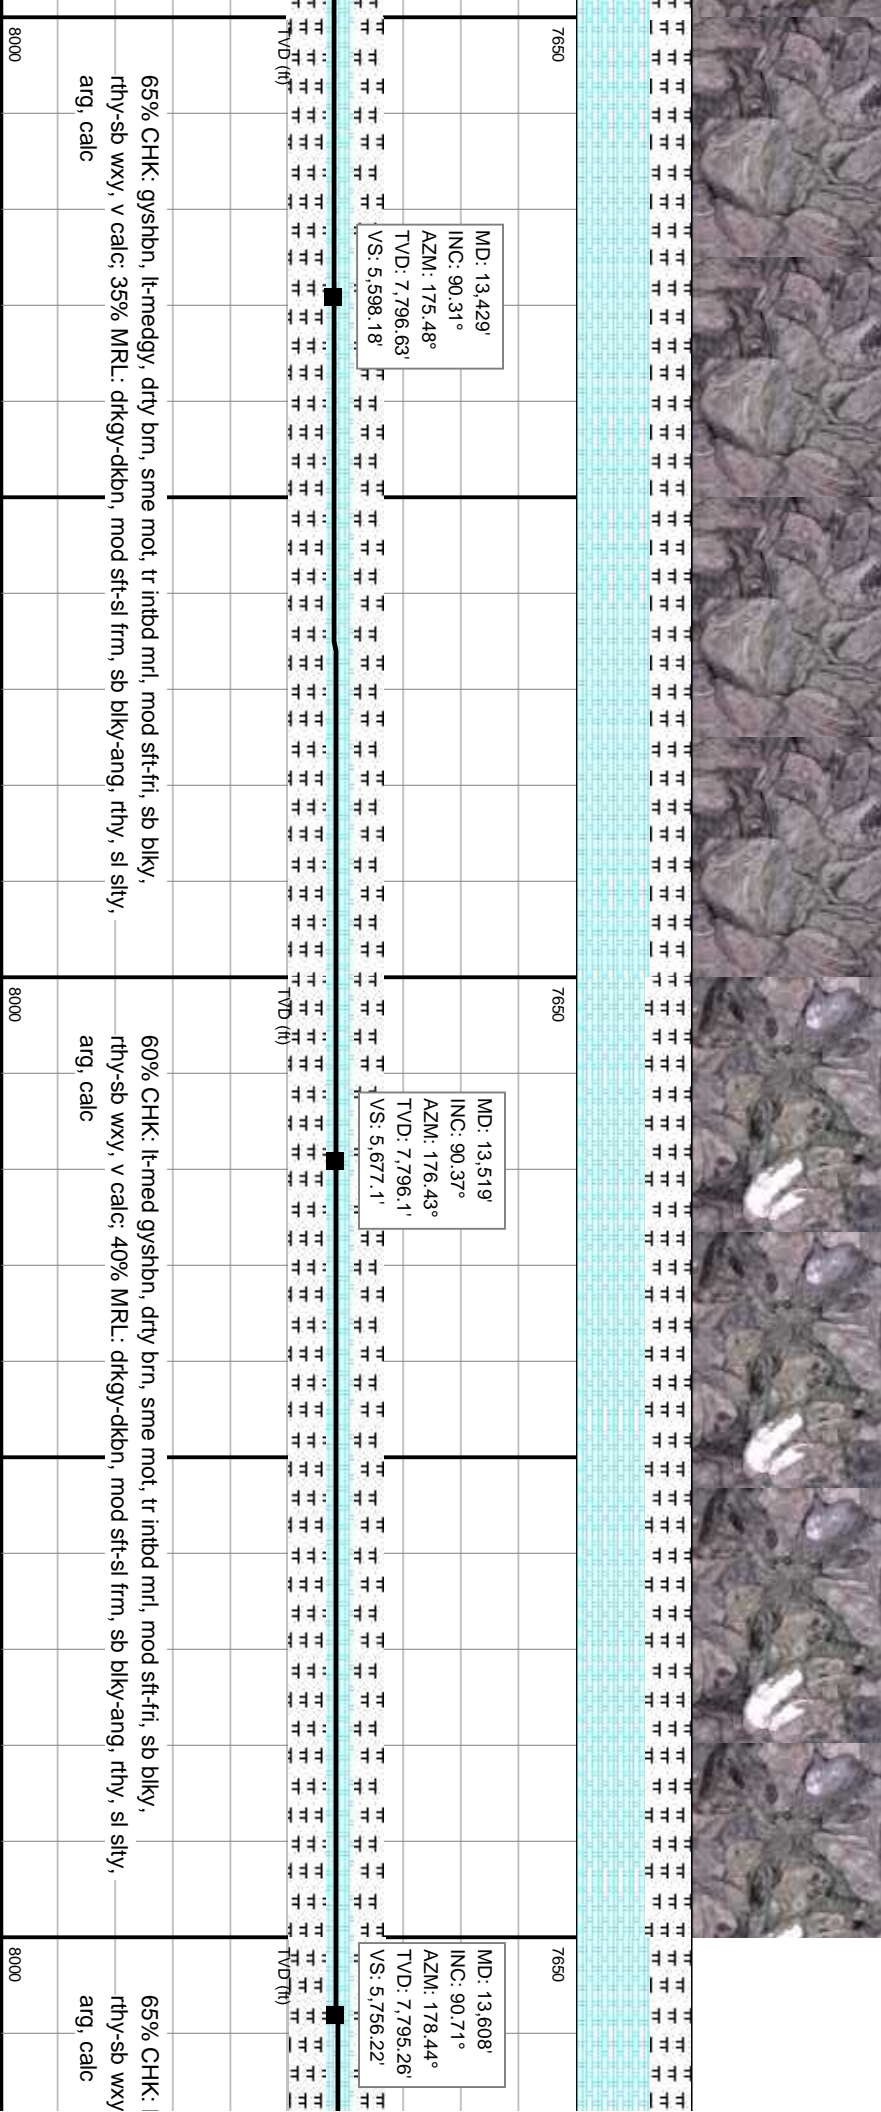 8000
TVD (ft)
7650
65% CHK: gyshbn, lt-medgy, drty brn, sme mot, tr intbd mrl, mod sft-fri, sb blky,
rthy-sb wxy, v calc; 35% MRL: drkgy-dkbn, mod sft-sl frm, sb blky-ang, rthy, sl slty,
arg, calc
MD: 13,429'
INC: 90.31°
AZM: 175.48°
TVD: 7,796.63'
VS: 5,598.18'
8000
TVD (ft)
7650
60% CHK: lt-med gyshbn, drty brn, sme mot, tr intbd mrl, mod sft-fri, sb blky,
rthy-sb wxy, v calc; 40% MRL: drkgy-dkbn, mod sft-sl frm, sb blky-ang, rthy, sl slty,
arg, calc
MD: 13,519'
INC: 90.37°
AZM: 176.43°
TVD: 7,796.1'
VS: 5,677.1'
8000
TVD (ft)
7650
65% CHK:
rthy-sb wxy
arg, calc
MD: 13,608'
INC: 90.71°
AZM: 178.44°
TVD: 7,795.26'
VS: 5,756.22'